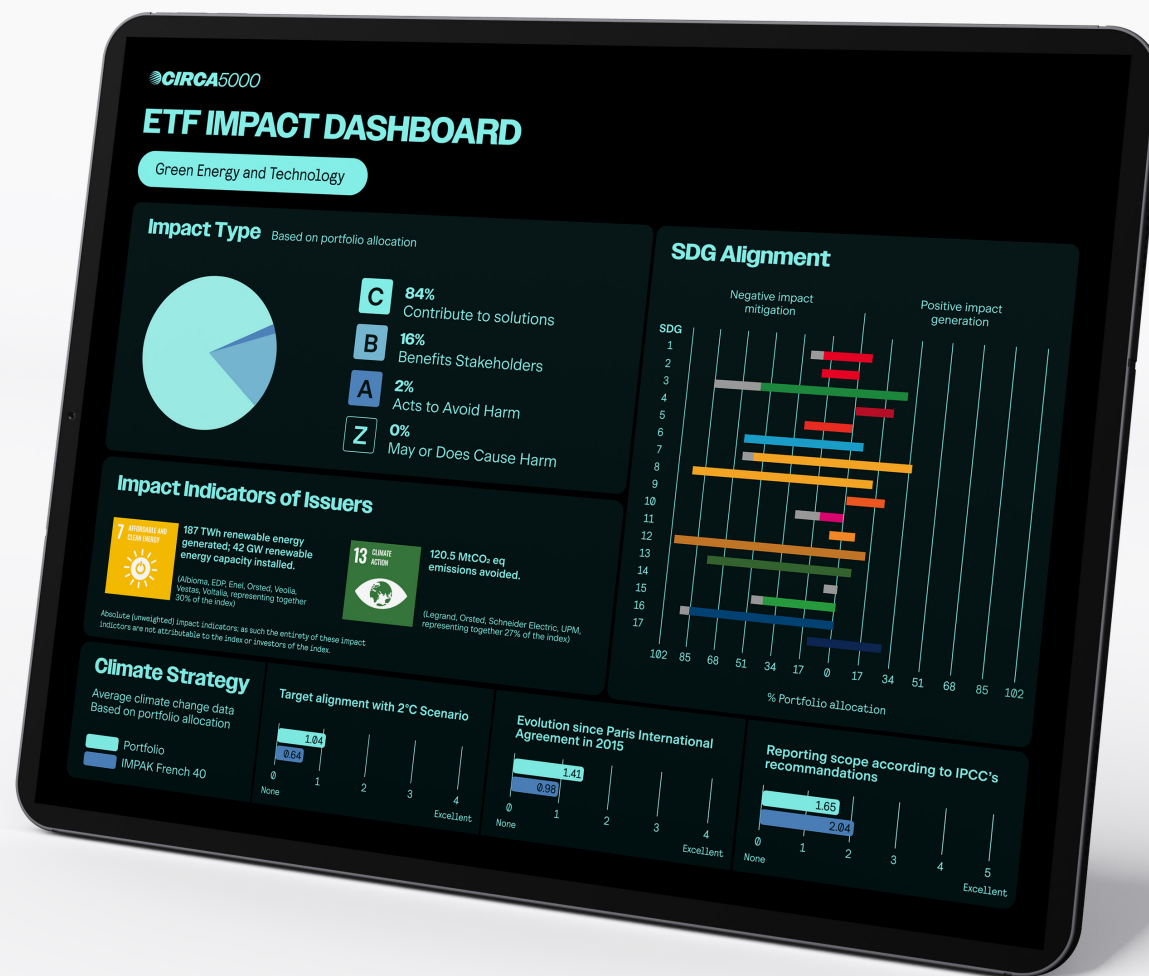 CIRCA5000
ETF IMPACT DASHBOARD
Green Energy and Technology
Impact Type Based on portfolio allocation
C
84%
Contribute to solutions
B
16%
Benefits Stakeholders
A
2%
Acts to Avoid Harm
Z
0%
May or Does Cause Harm
Impact Indicators of Issuers
7 AFFORDABLE AND
CLEAN ENERGY
187 TWh renewable energy
generated; 42 GW renewable
energy capacity installed.
(Albioma, EDP, Enel, Orsted, Veolia,
Vestas, Voltalia, representing together
30% of the index)
13 CLIMATE
ACTION
120.5 MtCO₂ eq
emissions avoided.
(Legrand, Orsted, Schneider Electric, UPM,
representing together 27% of the index)
Absolute (unweighted) impact indicators; as such the entirety of these impact
indictors are not attributable to the index or investors of the index.
SDG Alignment
Negative impact
mitigation
Positive impact
generation
SDG
1
2
3
4
5
6
7
8
9
10
11
12
13
14
15
16
17
102 85 68 51 34 17 0 17 34 51 68 85 102
% Portfolio allocation
Climate Strategy
Average climate change data
Based on portfolio allocation
Portfolio
IMPAK French 40
Target alignment with 2°C Scenario
1.04
0.64
0 1 2 3 4
None Excellent
Evolution since Paris International
Agreement in 2015
1.41
0.98
0 1 2 3 4
None Excellent
Reporting scope according to IPCC's
recommandations
1.65
2.04
0 1 2 3 4 5
None Excellent